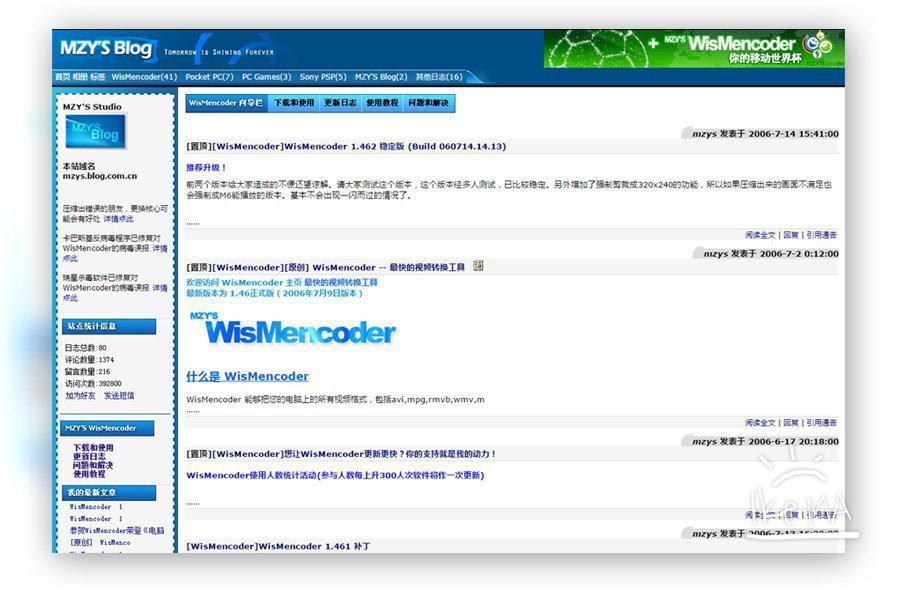 MZY'S Blog TOMORROW IS SHINING FOREVER
MZY'S WisMencoder
你的移动世界杯
首页 相册 标签 WisMencoder(41) Pocket PC(7) PC Games(3) Sony PSP(5) MZY'S Blog(2) 其他日志(16)
MZY'S Studio
MZY'S Blog
本站域名
mzys.blog.com.cn
压缩出错误的朋友，更换核心可
能会有好处 详情点此
卡巴斯基反病毒程序已修复对
WisMencoder的病毒误报 详情
点此
瑞星杀毒软件已修复对
WisMencoder的病毒误报 详情
点此
站点统计信息
日志总数:80
评论数量:1374
留言数量:216
访问次数:392800
加为好友 发送短信
MZY'S WisMencoder
下载和使用
更新日志
问题和解决
使用教程
我的最新文章
WisMencoder 1
WisMencoder 1
恭贺WisMencoder荣登《电脑
[原创] WisMenco
WisMencoder 向导栏 下载和使用 更新日志 使用教程 问题和解决
mzys 发表于 2006-7-14 15:41:00
[置顶][WisMencoder]WisMencoder 1.462 稳定版 (Build 060714.14.13)
推荐升级！
前两个版本给大家造成的不便还望谅解。请大家测试这个版本，这个版本经多人测试，已比较稳定。另外增加了强制剪裁成320x240的功能，所以如果压缩出来的画面不满足也
会强制成M6能播放的版本。基本不会出现一闪而过的情况了。
......
阅读全文 | 回复 | 引用通告
mzys 发表于 2006-7-2 0:12:00
[置顶][WisMencoder][原创] WisMencoder -- 最快的视频转换工具
欢迎访问 WisMencoder 主页 最快的视频转换工具
最新版本为 1.46正式版（2006年7月9日版本）
MZY'S
WisMencoder
什么是 WisMencoder
WisMencoder 能够把您的电脑上的所有视频格式，包括avi,mpg,rmvb,wmv,m
......
阅读全文 | 回复 | 引用通告
mzys 发表于 2006-6-17 20:18:00
[置顶][WisMencoder]想让WisMencoder更新更快？你的支持就是我的动力！
WisMencoder使用人数统计活动(参与人数每上升300人次软件将作一次更新)
......
阅读全文 | 回复 | 引用通告
IKeMA
mzys 发表于
[WisMencoder]WisMencoder 1.461 补丁